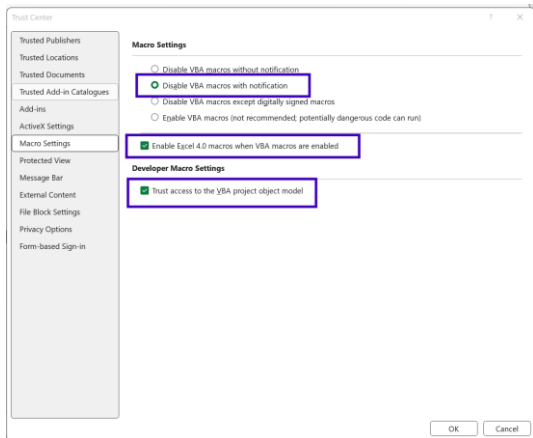 Trust Center
?
Trusted Publishers
Trusted Locations
Trusted Documents
Trusted Add-in Catalogues
Add-ins
ActiveX Settings
Macro Settings
Protected View
Message Bar
External Content
File Block Settings
Privacy Options
Form-based Sign-in
Macro Settings
Disable VBA macros without notification
Disable VBA macros with notification
Disable VBA macros except digitally signed macros
Enable VBA macros (not recommended; potentially dangerous code can run)
Enable Excel 4.0 macros when VBA macros are enabled
Developer Macro Settings
Trust access to the VBA project object model
OK
Cancel